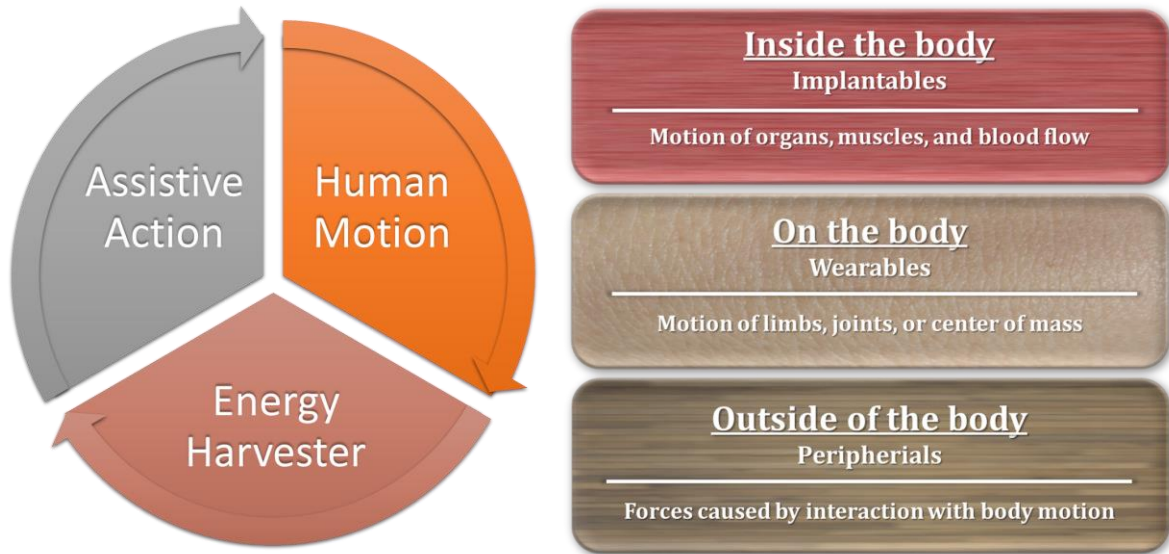 Assistive
Action
Human
Motion
Energy
Harvester
Inside the body
Implantables
Motion of organs, muscles, and blood flow
On the body
Wearables
Motion of limbs, joints, or center of mass
Outside of the body
Peripherials
Forces caused by interaction with body motion